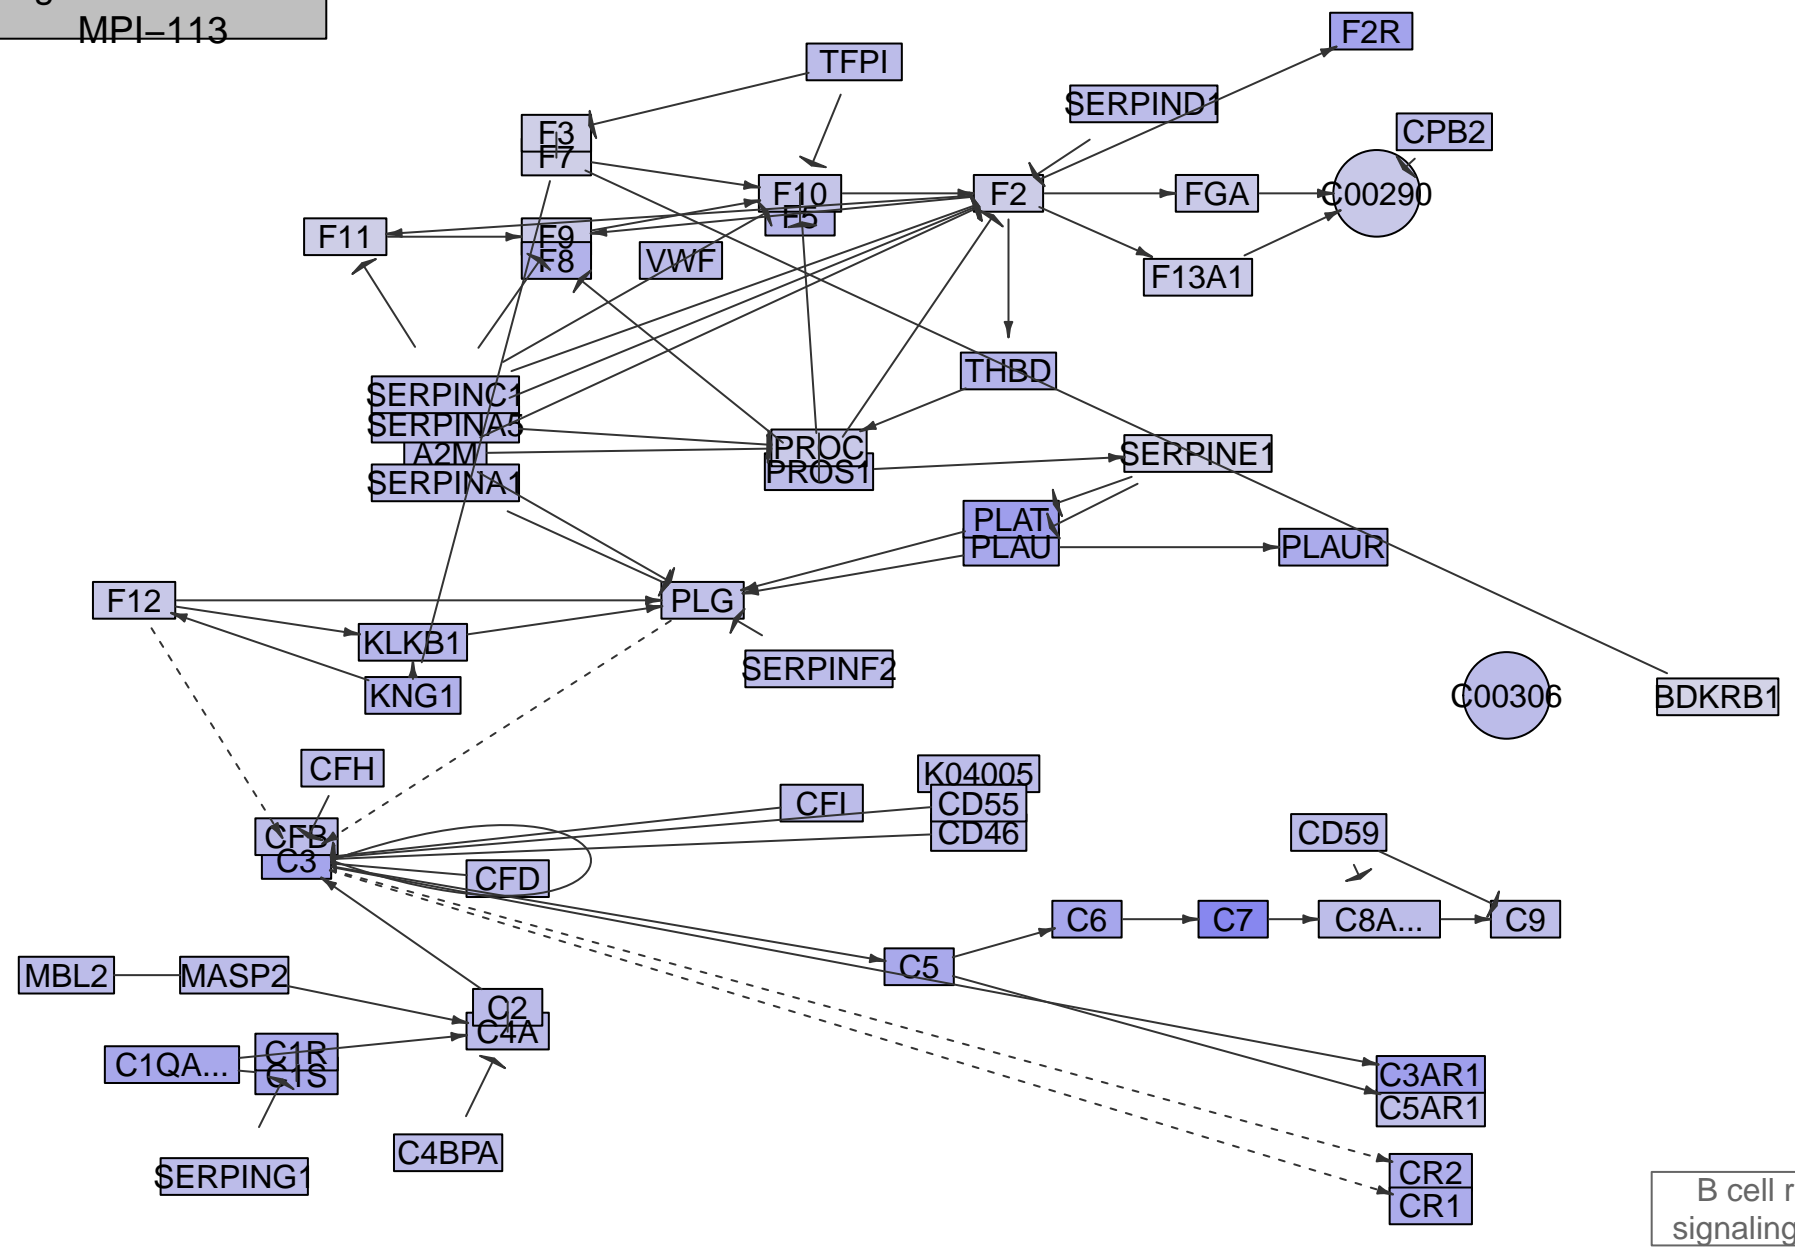 MPI–113
F2R
TFPI
SERPIND1
CPB2
F3
F7
F10
F5
F2
FGA
C00290
F11
F9
F8
VWF
F13A1
THBD
SERPINC1
SERPINA5
A2M
SERPINA1
PROC
PROS1
SERPINE1
PLAT
PLAU
PLAUR
F12
PLG
KLKB1
KNG1
SERPINF2
C00306
BDKRB1
CFH
K04005
CFI
CD55
CD46
CD59
CFB
C3
CFD
C6
C7
C8A...
C9
C5
MBL2
MASP2
C2
C4A
C1QA...
C1R
C1S
C3AR1
C5AR1
C4BPA
SERPING1
CR2
CR1
B cell r
signaling